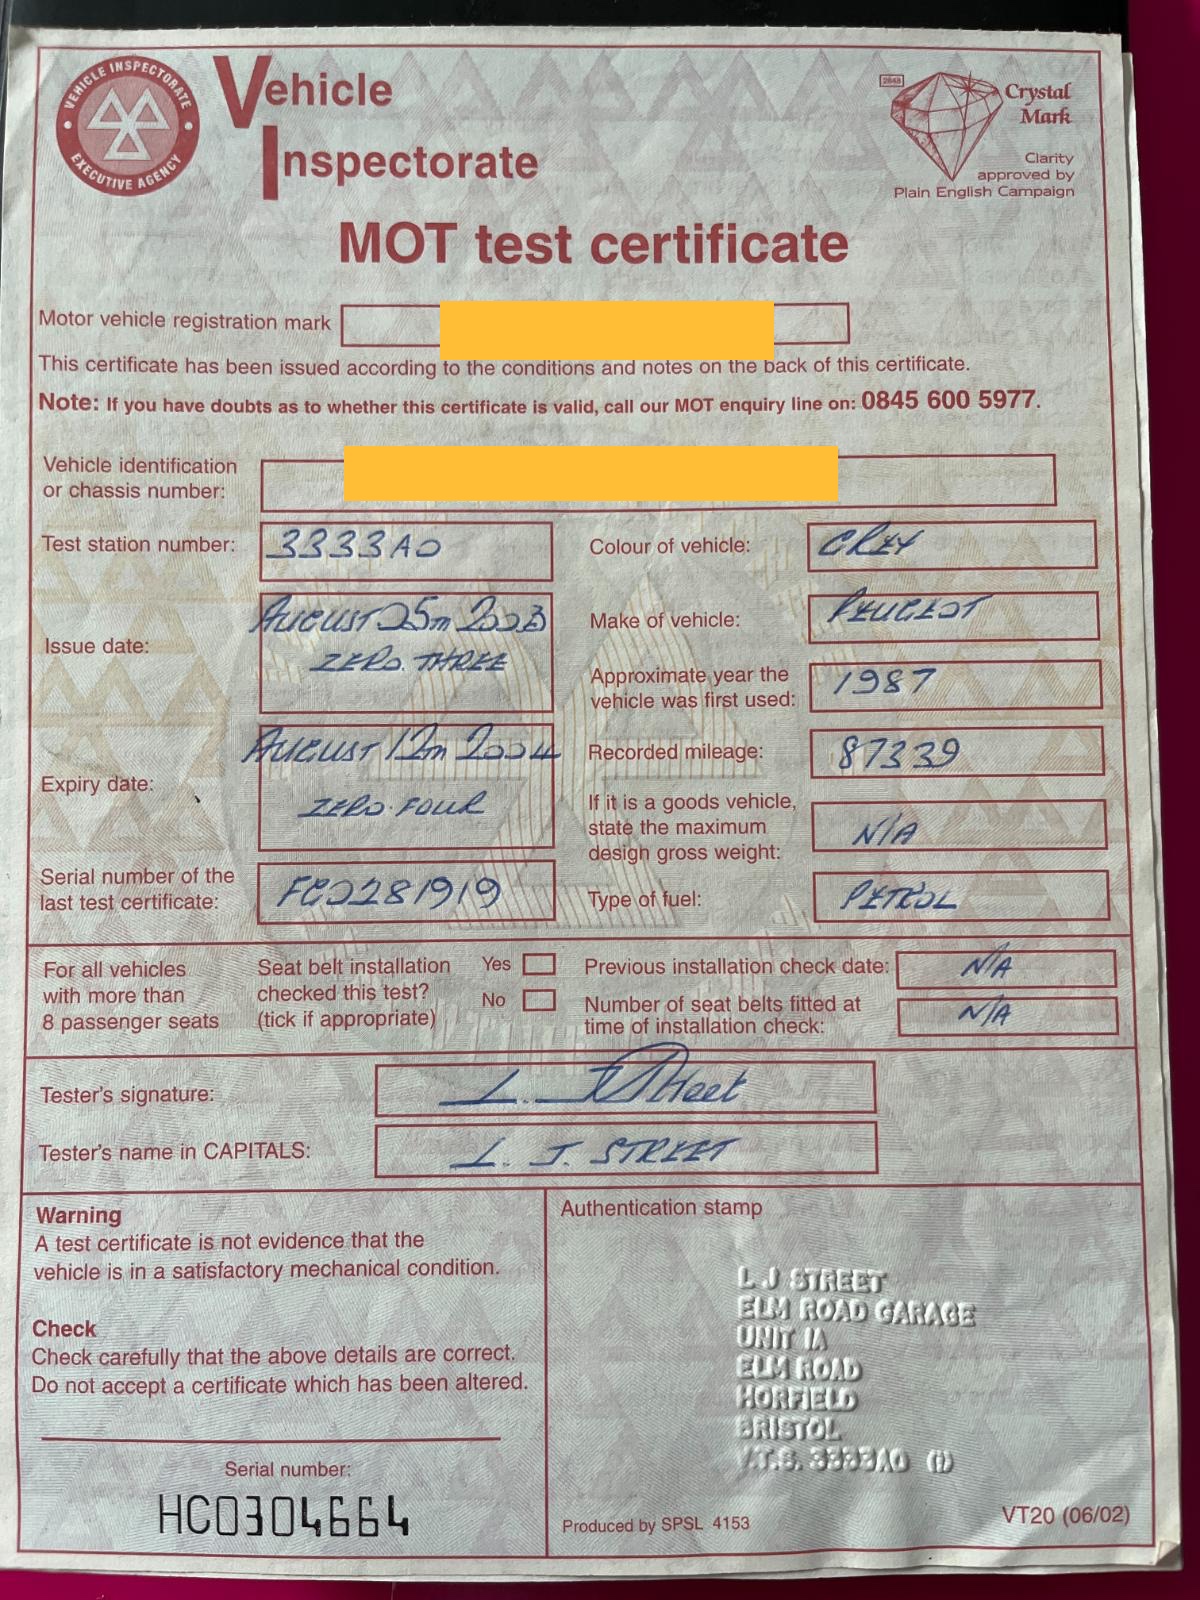 VEHICLE INSPECTORATE
EXECUTIVE AGENCY
Vehicle
Inspectorate
2848
Crystal
Mark
Clarity
approved by
Plain English Campaign
MOT test certificate
Motor vehicle registration mark
This certificate has been issued according to the conditions and notes on the back of this certificate.
Note: If you have doubts as to whether this certificate is valid, call our MOT enquiry line on: 0845 600 5977.
Vehicle identification
or chassis number:
Test station number: 3333AO
Colour of vehicle: GREY
Issue date: AUGUST 25TH 2003
ZERO. THREE
Make of vehicle: PEUGEOT
Approximate year the
vehicle was first used: 1987
Expiry date: AUGUST 12TH 2004
ZERO. FOUR
Recorded mileage: 87339
If it is a goods vehicle,
state the maximum
design gross weight: N/A
Serial number of the
last test certificate: FC0281919
Type of fuel: PETROL
For all vehicles
with more than
8 passenger seats
Seat belt installation
checked this test?
(tick if appropriate)
Yes
No
Previous installation check date: N/A
Number of seat belts fitted at
time of installation check: N/A
Tester's signature: L. J Street
Tester's name in CAPITALS: L. J. STREET
Warning
A test certificate is not evidence that the
vehicle is in a satisfactory mechanical condition.
Check
Check carefully that the above details are correct.
Do not accept a certificate which has been altered.
Serial number:
HC0304664
Authentication stamp
L J STREET
ELM ROAD GARAGE
UNIT 1A
ELM ROAD
HORFIELD
BRISTOL
V.T.S. 3333AO (1)
Produced by SPSL 4153
VT20 (06/02)